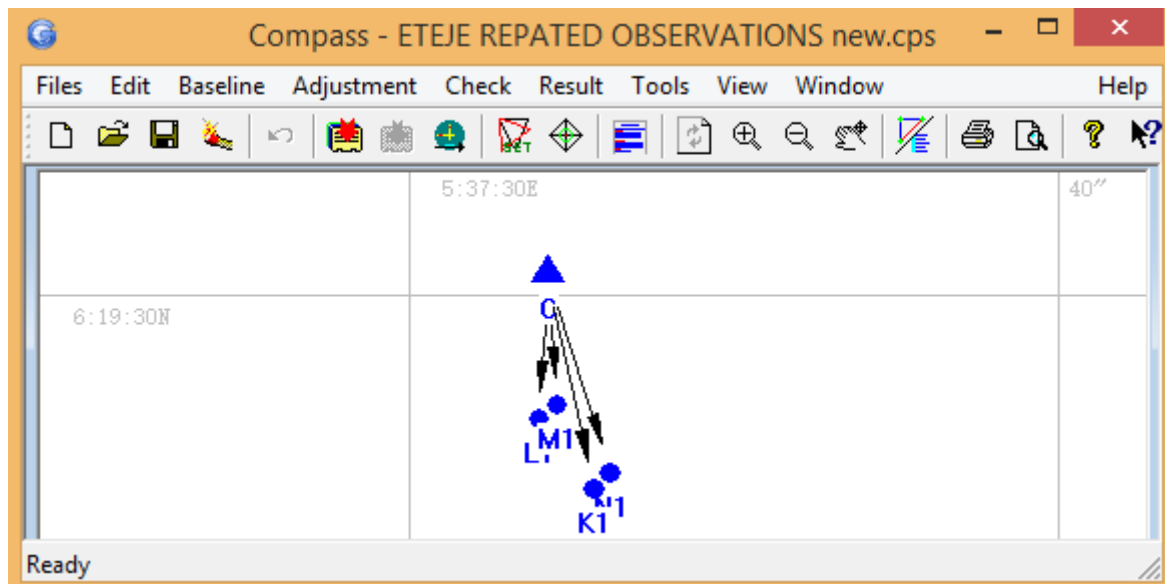 Compass - ETEJE REPATED OBSERVATIONS new.cps
Files Edit Baseline Adjustment Check Result Tools View Window Help
5:37:30E
40″
6:19:30N
C
M1
K1
Ready